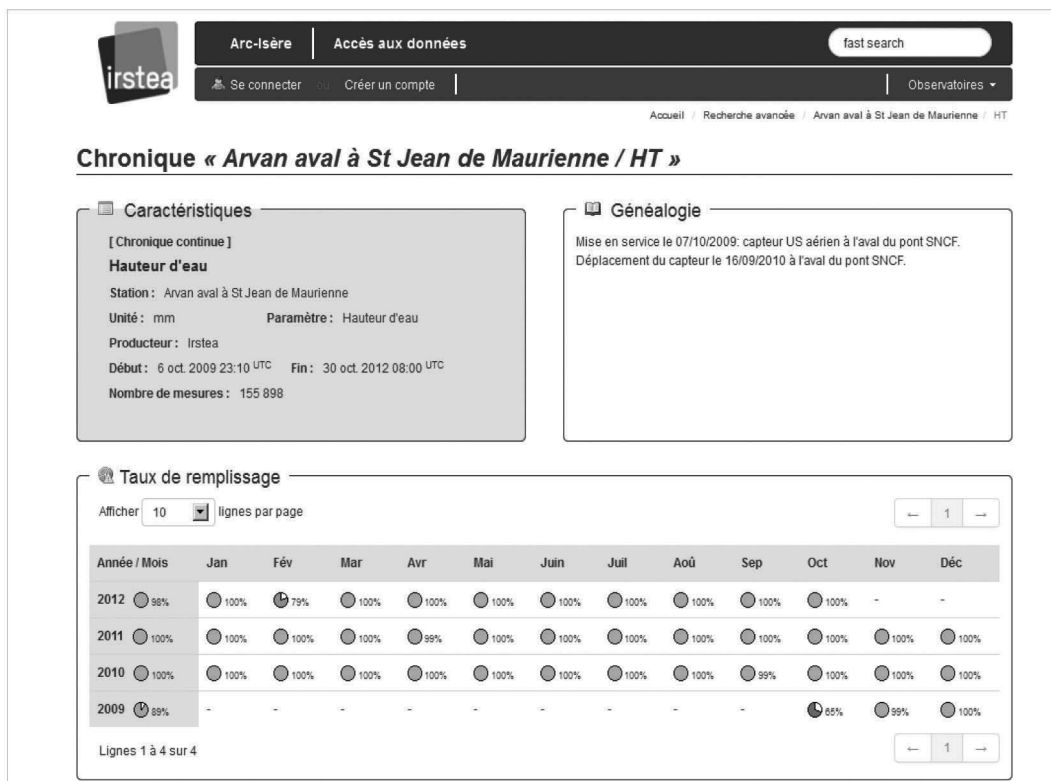 irstea
Arc-Isère Accès aux données fast search
Se connecter ou Créer un compte Observatoires
Accueil / Recherche avancée / Arvan aval à St Jean de Maurienne / HT
Chronique « Arvan aval à St Jean de Maurienne / HT »
Caractéristiques
[ Chronique continue ]
Hauteur d'eau
Station : Arvan aval à St Jean de Maurienne
Unité : mm Paramètre : Hauteur d'eau
Producteur : Irstea
Début : 6 oct. 2009 23:10 UTC Fin : 30 oct. 2012 08:00 UTC
Nombre de mesures : 155 898
Généalogie
Mise en service le 07/10/2009: capteur US aérien à l'aval du pont SNCF.
Déplacement du capteur le 16/09/2010 à l'aval du pont SNCF.
Taux de remplissage
Afficher 10 lignes par page ← 1 →
Année / Mois Jan Fév Mar Avr Mai Juin Juil Aoû Sep Oct Nov Déc
2012 98% 100% 79% 100% 100% 100% 100% 100% 100% 100% 100% - -
2011 100% 100% 100% 100% 99% 100% 100% 100% 100% 100% 100% 100% 100%
2010 100% 100% 100% 100% 100% 100% 100% 100% 100% 99% 100% 100% 100%
2009 89% - - - - - - - - - 65% 99% 100%
Lignes 1 à 4 sur 4 ← 1 →